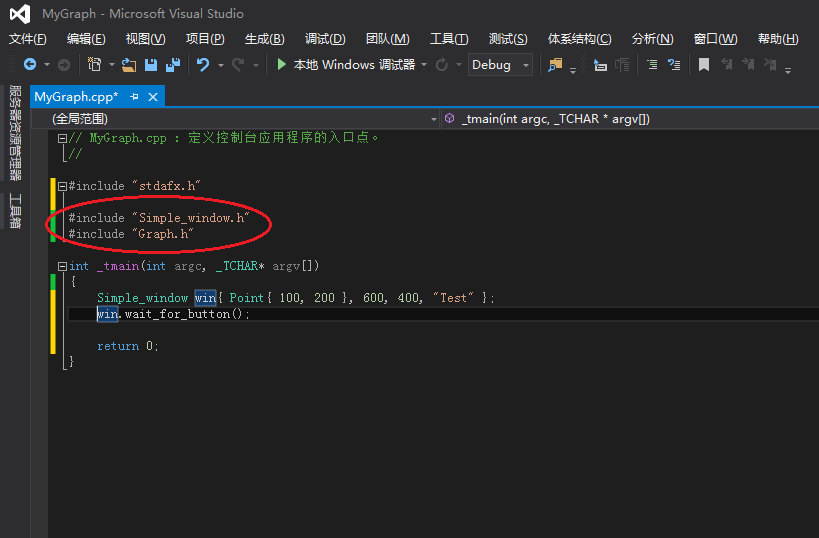 MyGraph - Microsoft Visual Studio
文件(F) 编辑(E) 视图(V) 项目(P) 生成(B) 调试(D) 团队(M) 工具(T) 测试(S) 体系结构(C) 分析(N) 窗口(W) 帮助(H)
本地 Windows 调试器 Debug
服务器资源管理器
工具箱
MyGraph.cpp*
(全局范围) _tmain(int argc, _TCHAR * argv[])
// MyGraph.cpp : 定义控制台应用程序的入口点。
//
#include "stdafx.h"
#include "Simple_window.h"
#include "Graph.h"
int _tmain(int argc, _TCHAR* argv[])
{
Simple_window win{ Point{ 100, 200 }, 600, 400, "Test" };
win.wait_for_button();
return 0;
}